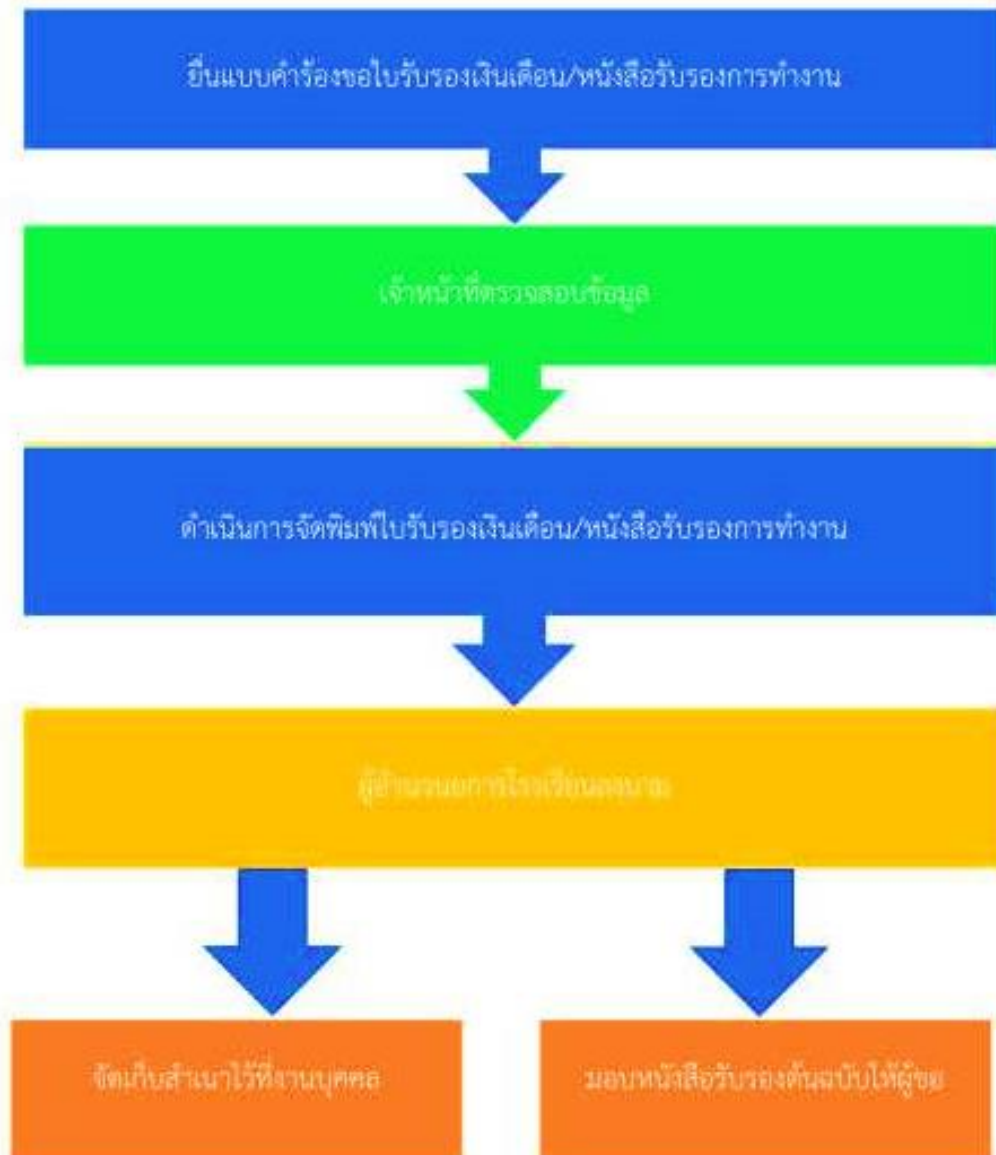 ยื่นแบบคำร้องขอใบรับรองเงินเดือน/หนังสือรับรองการทำงาน
เจ้าหน้าที่ตรวจสอบข้อมูล
ดำเนินการจัดพิมพ์ใบรับรองเงินเดือน/หนังสือรับรองการทำงาน
ผู้อำนวยการโรงเรียนลงนาม
จัดเก็บสำเนาไว้ที่งานบุคคล
มอบหนังสือรับรองต้นฉบับให้ผู้ขอ